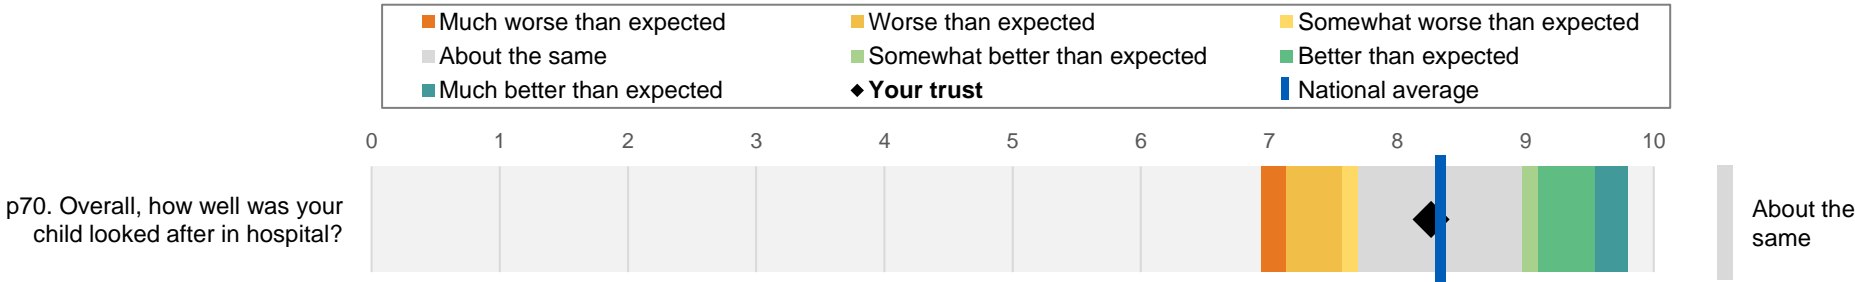 Much worse than expected
Worse than expected
Somewhat worse than expected
About the same
Somewhat better than expected
Better than expected
Much better than expected
Your trust
National average
0 1 2 3 4 5 6 7 8 9 10
p70. Overall, how well was your
child looked after in hospital?
About the
same